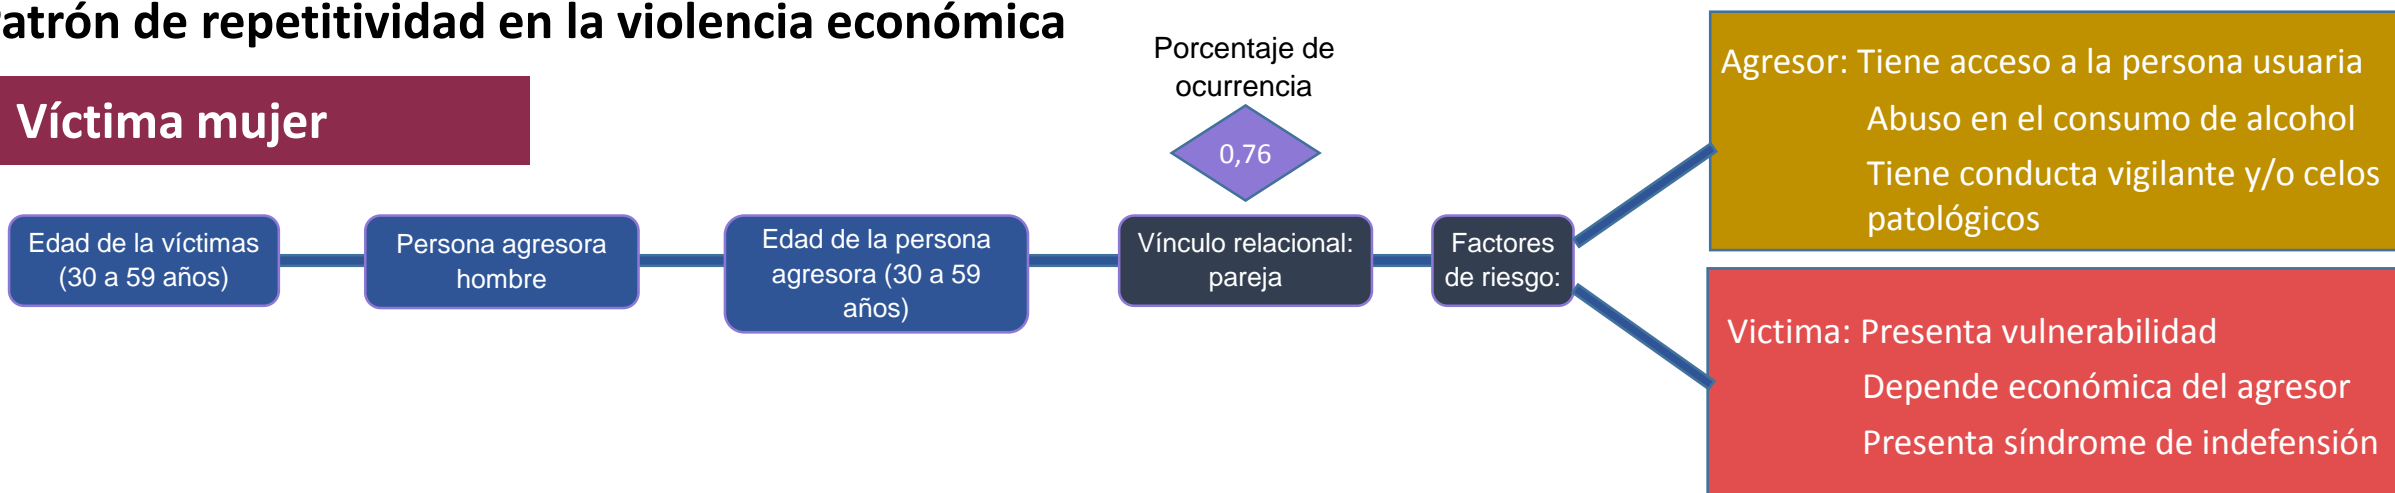 atrón de repetitividad en la violencia económica
Víctima mujer
Porcentaje de
ocurrencia
0,76
Edad de la víctimas
(30 a 59 años)
Persona agresora
hombre
Edad de la persona
agresora (30 a 59
años)
Vínculo relacional:
pareja
Factores
de riesgo:
Agresor: Tiene acceso a la persona usuaria
Abuso en el consumo de alcohol
Tiene conducta vigilante y/o celos
patológicos
Victima: Presenta vulnerabilidad
Depende económica del agresor
Presenta síndrome de indefensión